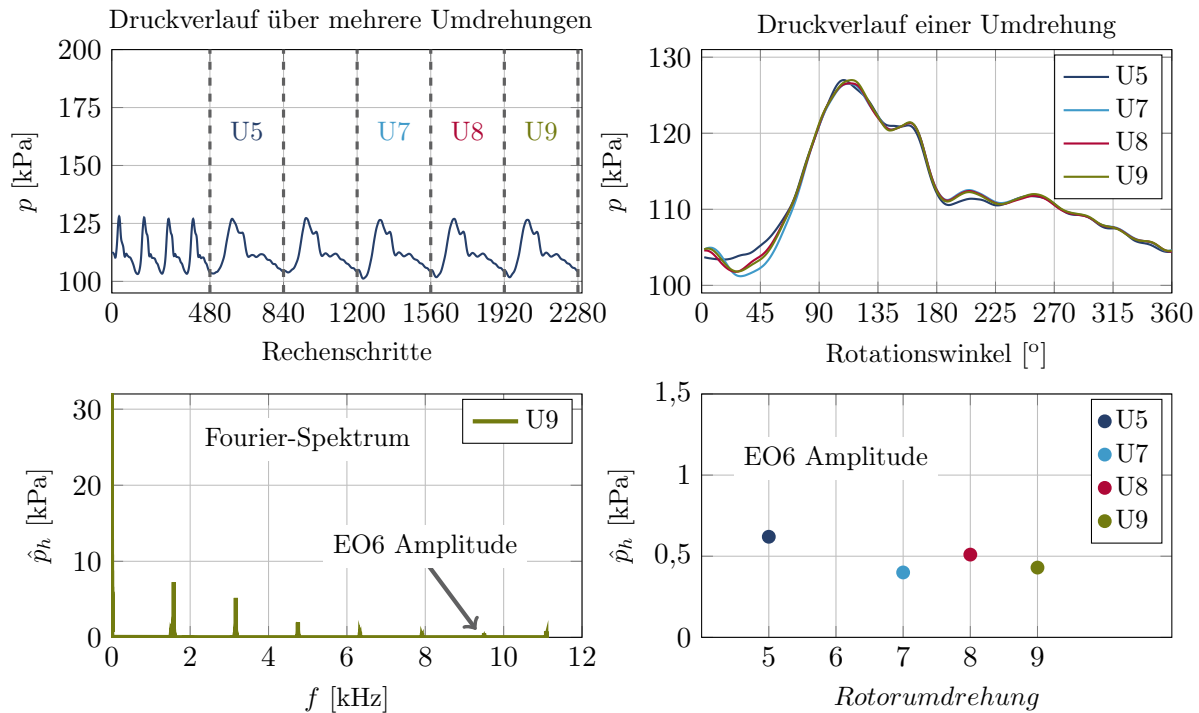 Druckverlauf über mehrere Umdrehungen
200
175
150
125
100
p [kPa]
U5
U7
U8
U9
0 480 840 1200 1560 1920 2280
Rechenschritte
Druckverlauf einer Umdrehung
130
120
110
100
p [kPa]
U5
U7
U8
U9
0 45 90 135 180 225 270 315 360
Rotationswinkel [°]
30
20
10
0
p̂h [kPa]
U9
Fourier-Spektrum
EO6 Amplitude
0 2 4 6 8 10 12
f [kHz]
1,5
1
0,5
0
p̂h [kPa]
EO6 Amplitude
U5
U7
U8
U9
5 7 8 9
Rotorumdrehung